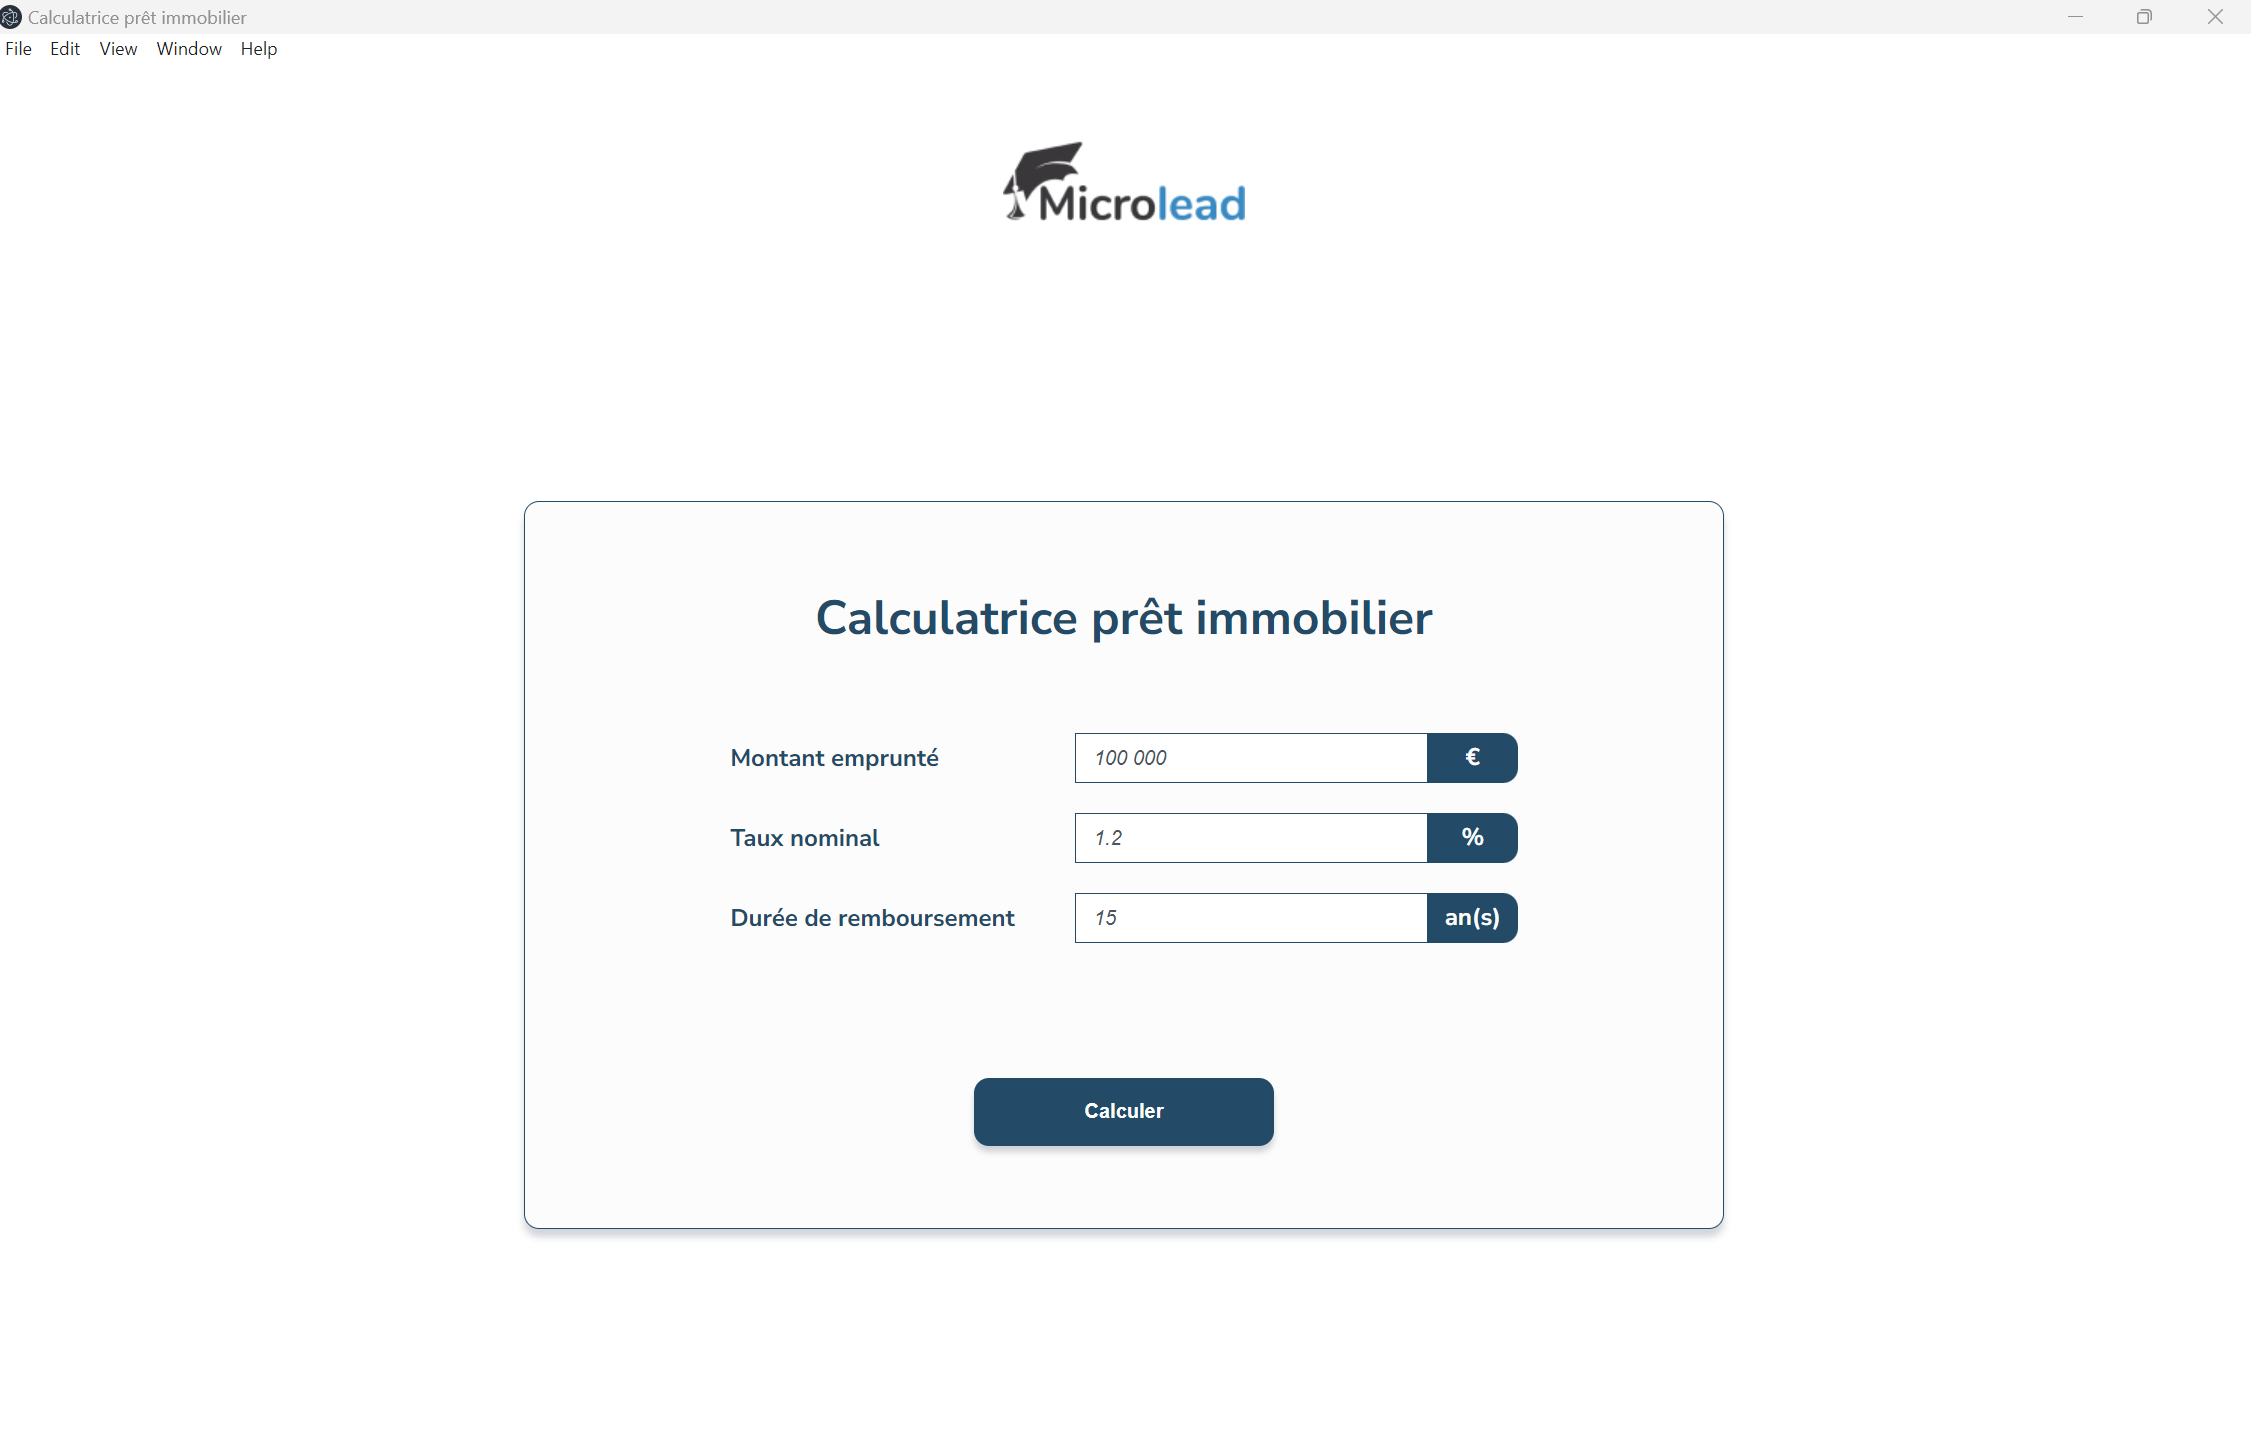 Calculatrice prêt immobilier
File Edit View Window Help
Microlead
Calculatrice prêt immobilier
Montant emprunté 100 000 €
Taux nominal 1.2 %
Durée de remboursement 15 an(s)
Calculer